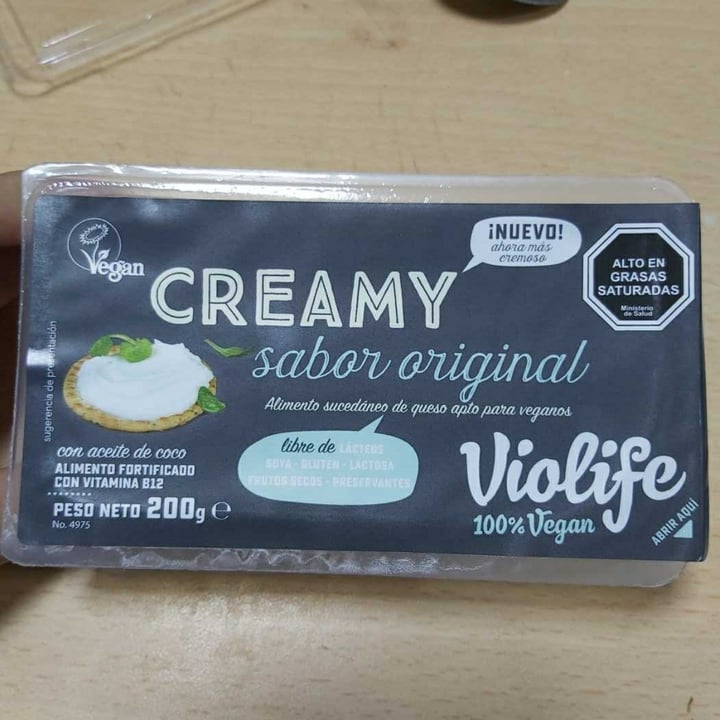 Vegan
CREAMY
¡NUEVO!
ahora más
cremoso
ALTO EN
GRASAS
SATURADAS
Ministerio
de Salud
sabor original
Alimento sucedáneo de queso apto para veganos
sugerencia de presentación
con aceite de coco
ALIMENTO FORTIFICADO
CON VITAMINA B12
PESO NETO 200g e
No. 4975
libre de LÁCTEOS
SOYA - GLUTEN - LACTOSA
FRUTOS SECOS - PRESERVANTES
Violife
100% Vegan
ABRIR AQUÍ